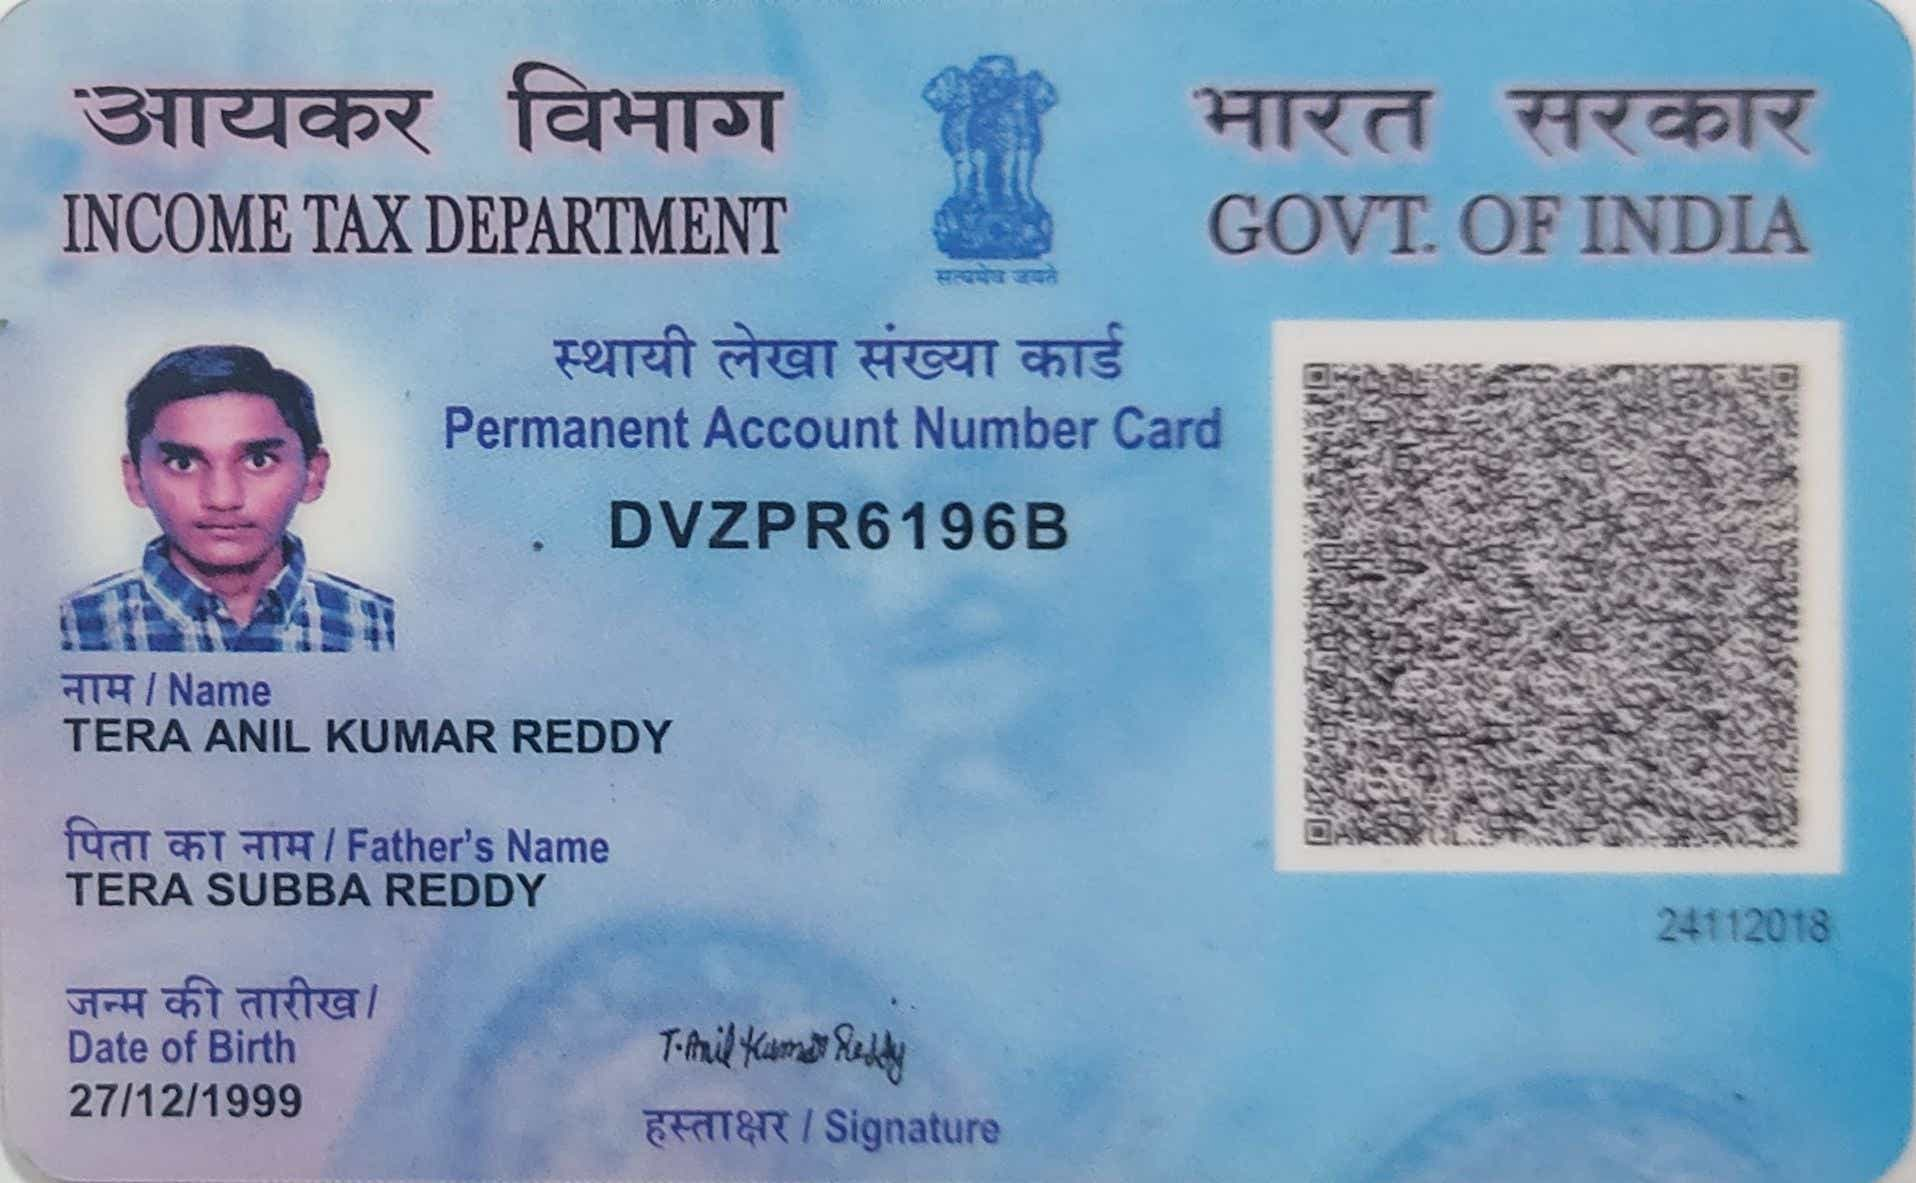 आयकर विभाग
INCOME TAX DEPARTMENT
सत्यमेव जयते
भारत सरकार
GOVT. OF INDIA
स्थायी लेखा संख्या कार्ड
Permanent Account Number Card
DVZPR6196B
नाम / Name
TERA ANIL KUMAR REDDY
पिता का नाम / Father's Name
TERA SUBBA REDDY
24112018
जन्म की तारीख /
Date of Birth
27/12/1999
T. Anil Kumar Reddy
हस्ताक्षर / Signature